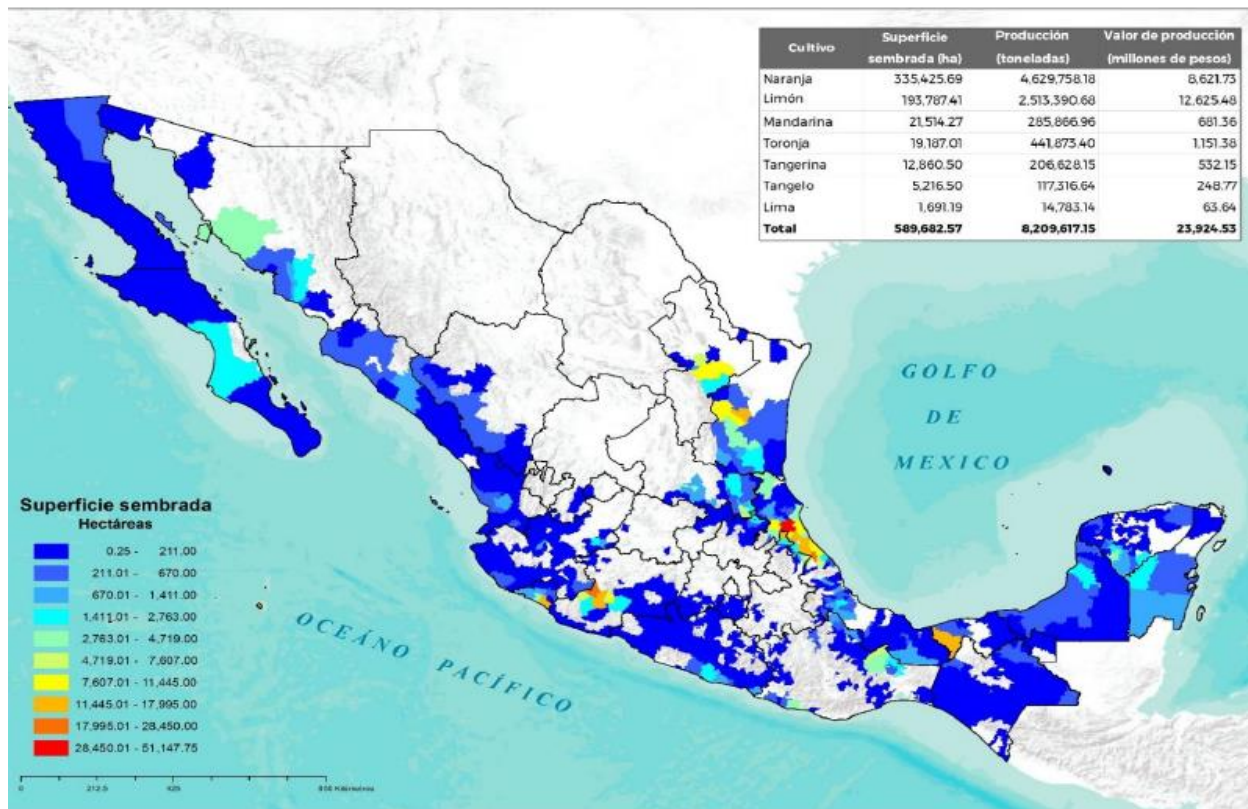 Cultivo Superficie sembrada (ha) Producción (toneladas) Valor de producción (millones de pesos)
Naranja 335,425.69 4,629,758.18 8,621.73
Limón 193,787.41 2,513,390.68 12,625.48
Mandarina 21,514.27 285,866.96 681.36
Toronja 19,187.01 441,873.40 1,151.38
Tangerina 12,860.50 206,628.15 532.15
Tangelo 5,216.50 117,316.64 248.77
Lima 1,691.19 14,783.14 63.64
Total 589,682.57 8,209,617.15 23,924.53
GOLFO
DE
MEXICO
OCEÁNO PACÍFICO
Superficie sembrada
Hectáreas
0.25 - 211.00
211.01 - 670.00
670.01 - 1,411.00
1,411.01 - 2,763.00
2,763.01 - 4,719.00
4,719.01 - 7,607.00
7,607.01 - 11,445.00
11,445.01 - 17,995.00
17,995.01 - 28,450.00
28,450.01 - 51,147.75
0 212.5 425 850 Kilómetros